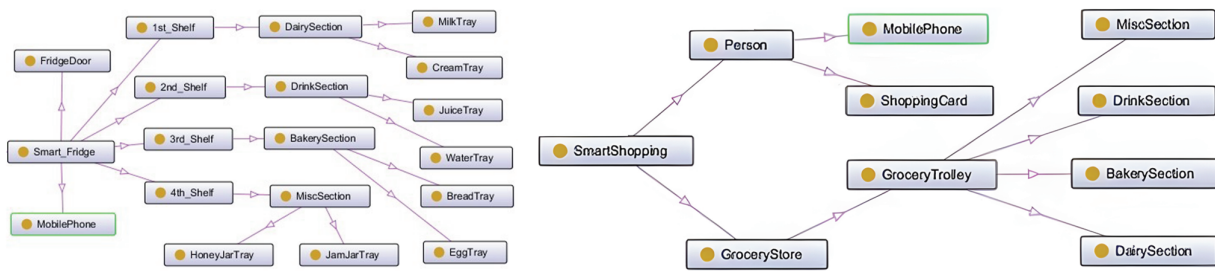 1st_Shelf
DairySection
MilkTray
FridgeDoor
CreamTray
2nd_Shelf
DrinkSection
JuiceTray
3rd_Shelf
BakerySection
Smart_Fridge
WaterTray
4th_Shelf
MiscSection
BreadTray
MobilePhone
HoneyJarTray
JamJarTray
EggTray
MiscSection
MobilePhone
Person
ShoppingCard
DrinkSection
SmartShopping
GroceryTrolley
BakerySection
GroceryStore
DairySection